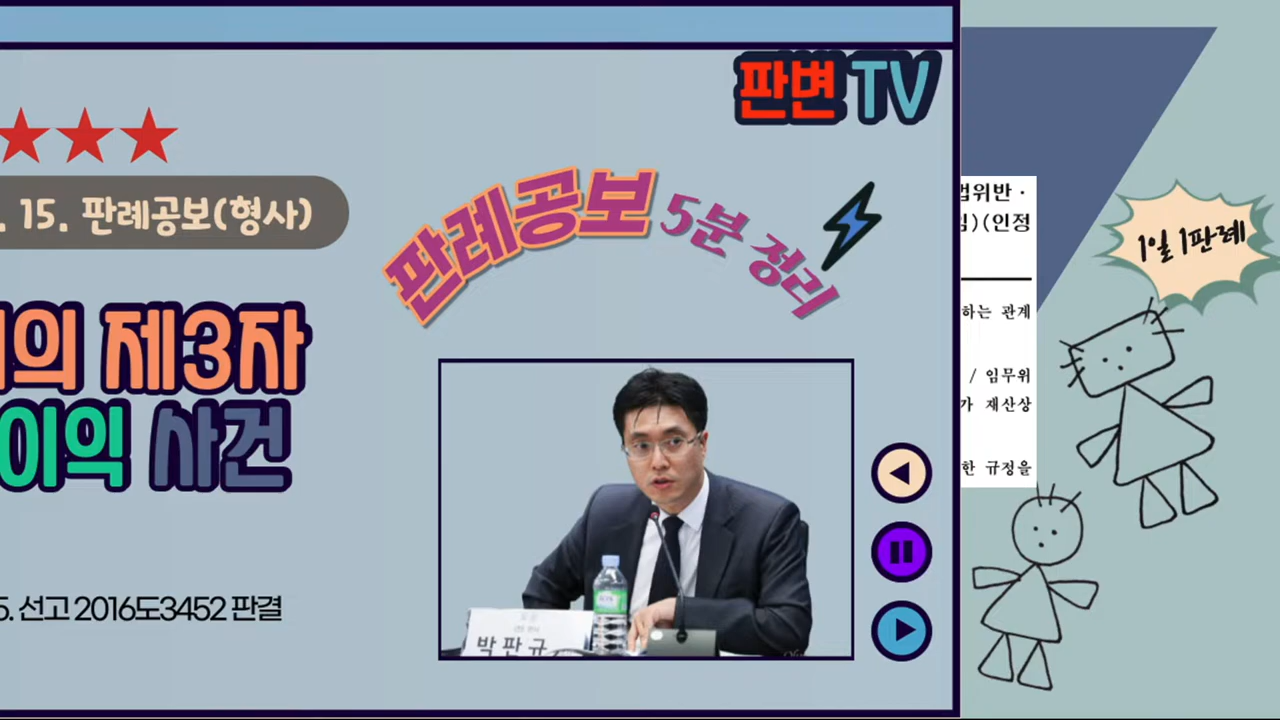 판변 TV
판례공보 5분 정리
. 15. 판례공보(형사)
의 제3자
이익 사건
5. 선고 2016도3452 판결
박판규
법위반·
임)(인정
하는 관계
/ 임무위
가 재산상
한 규정을
1일 1판례